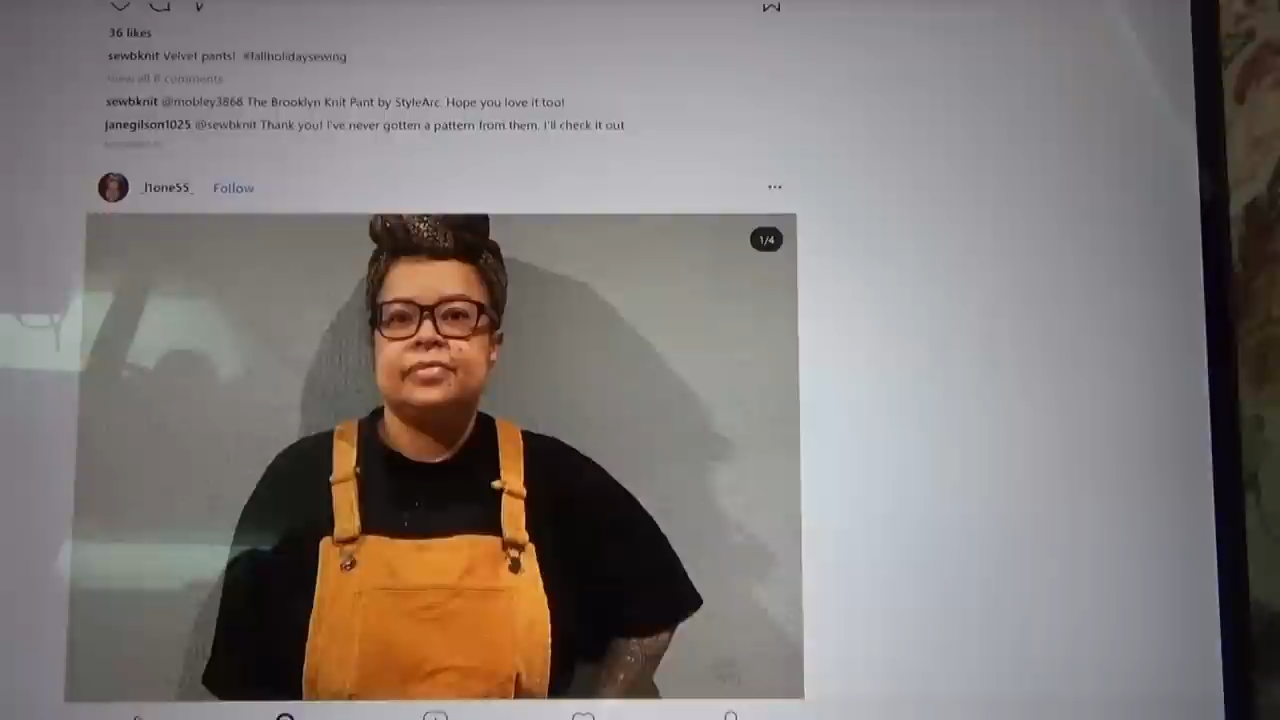 36 likes
sewbknit Velvet pants! #fallholidaysewing
View all 8 comments
sewbknit @mobley3868 The Brooklyn Knit Pant by StyleArc. Hope you love it too!
janegilson1025 @sewbknit Thank you! I've never gotten a pattern from them. I'll check it out
Follow
1/4